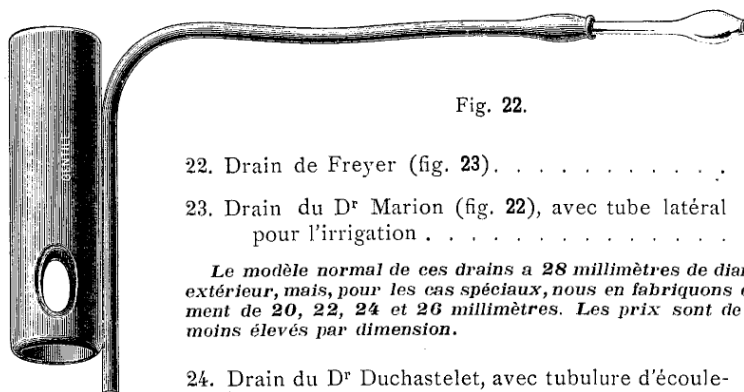 GENTILE
Fig. 22.
22. Drain de Freyer (fig. 23). . . . . . . . . . . .
23. Drain du Dr Marion (fig. 22), avec tube latéral
pour l'irrigation . . . . . . . . . . . . . .
Le modèle normal de ces drains a 28 millimètres de
extérieur, mais, pour les cas spéciaux, nous en fabriquons
ment de 20, 22, 24 et 26 millimètres. Les prix sont de
moins élevés par dimension.
24. Drain du Dr Duchastelet, avec tubulure d'écoule-